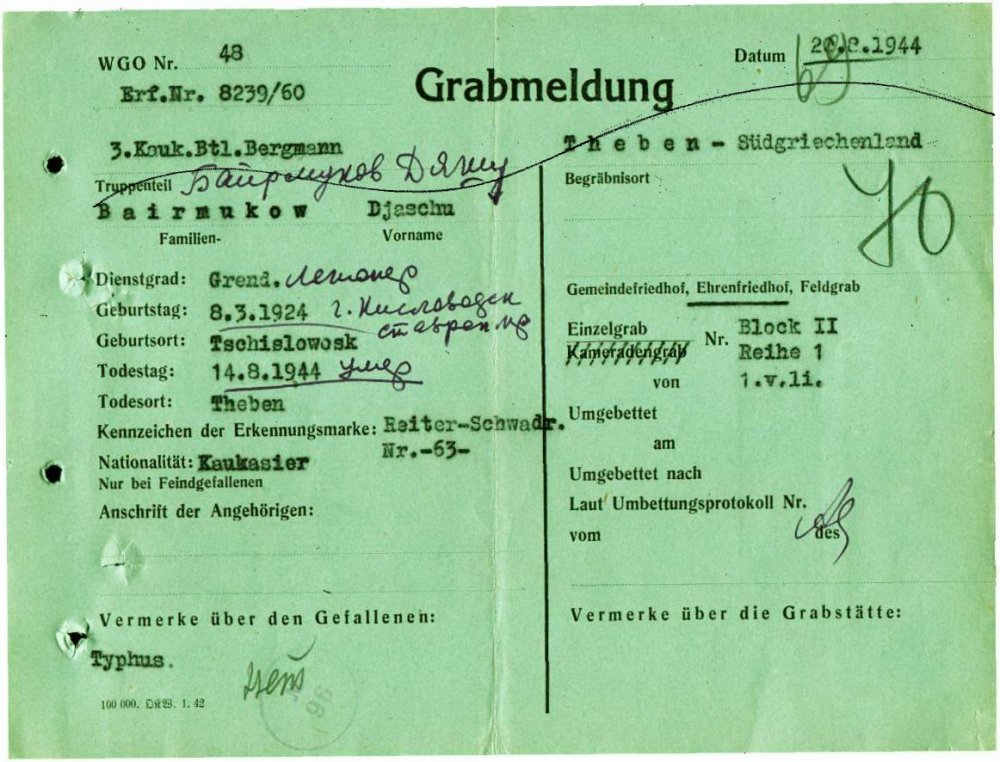 WGO Nr. 48
Erf.Nr. 8239/60
Grabmeldung
Datum 20.8.1944
3.Kauk.Btl.Bergmann
Truppenteil
Байрмуков Дяшу
Bairmukow Djaschu
Familien- Vorname
Dienstgrad: Grend. Легионер
Geburtstag: 8.3.1924 г. Кисловодск
Ставроп
Geburtsort: Tschislowosk
Todestag: 14.8.1944 умер
Todesort: Theben
Kennzeichen der Erkennungsmarke: Reiter-Schwadr.
Nr.-63-
Nationalität: Kaukasier
Nur bei Feindgefallenen
Anschrift der Angehörigen:
Vermerke über den Gefallenen:
Typhus.
100 000. 1. 42
Theben - Südgriechenland
Begräbnisort
Gemeindefriedhof, Ehrenfriedhof, Feldgrab
Einzelgrab
Kameradengrab
Nr. Block II
Reihe 1
von 1.v.li.
Umgebettet
am
Umgebettet nach
Laut Umbettungsprotokoll Nr.
vom des
Vermerke über die Grabstätte: